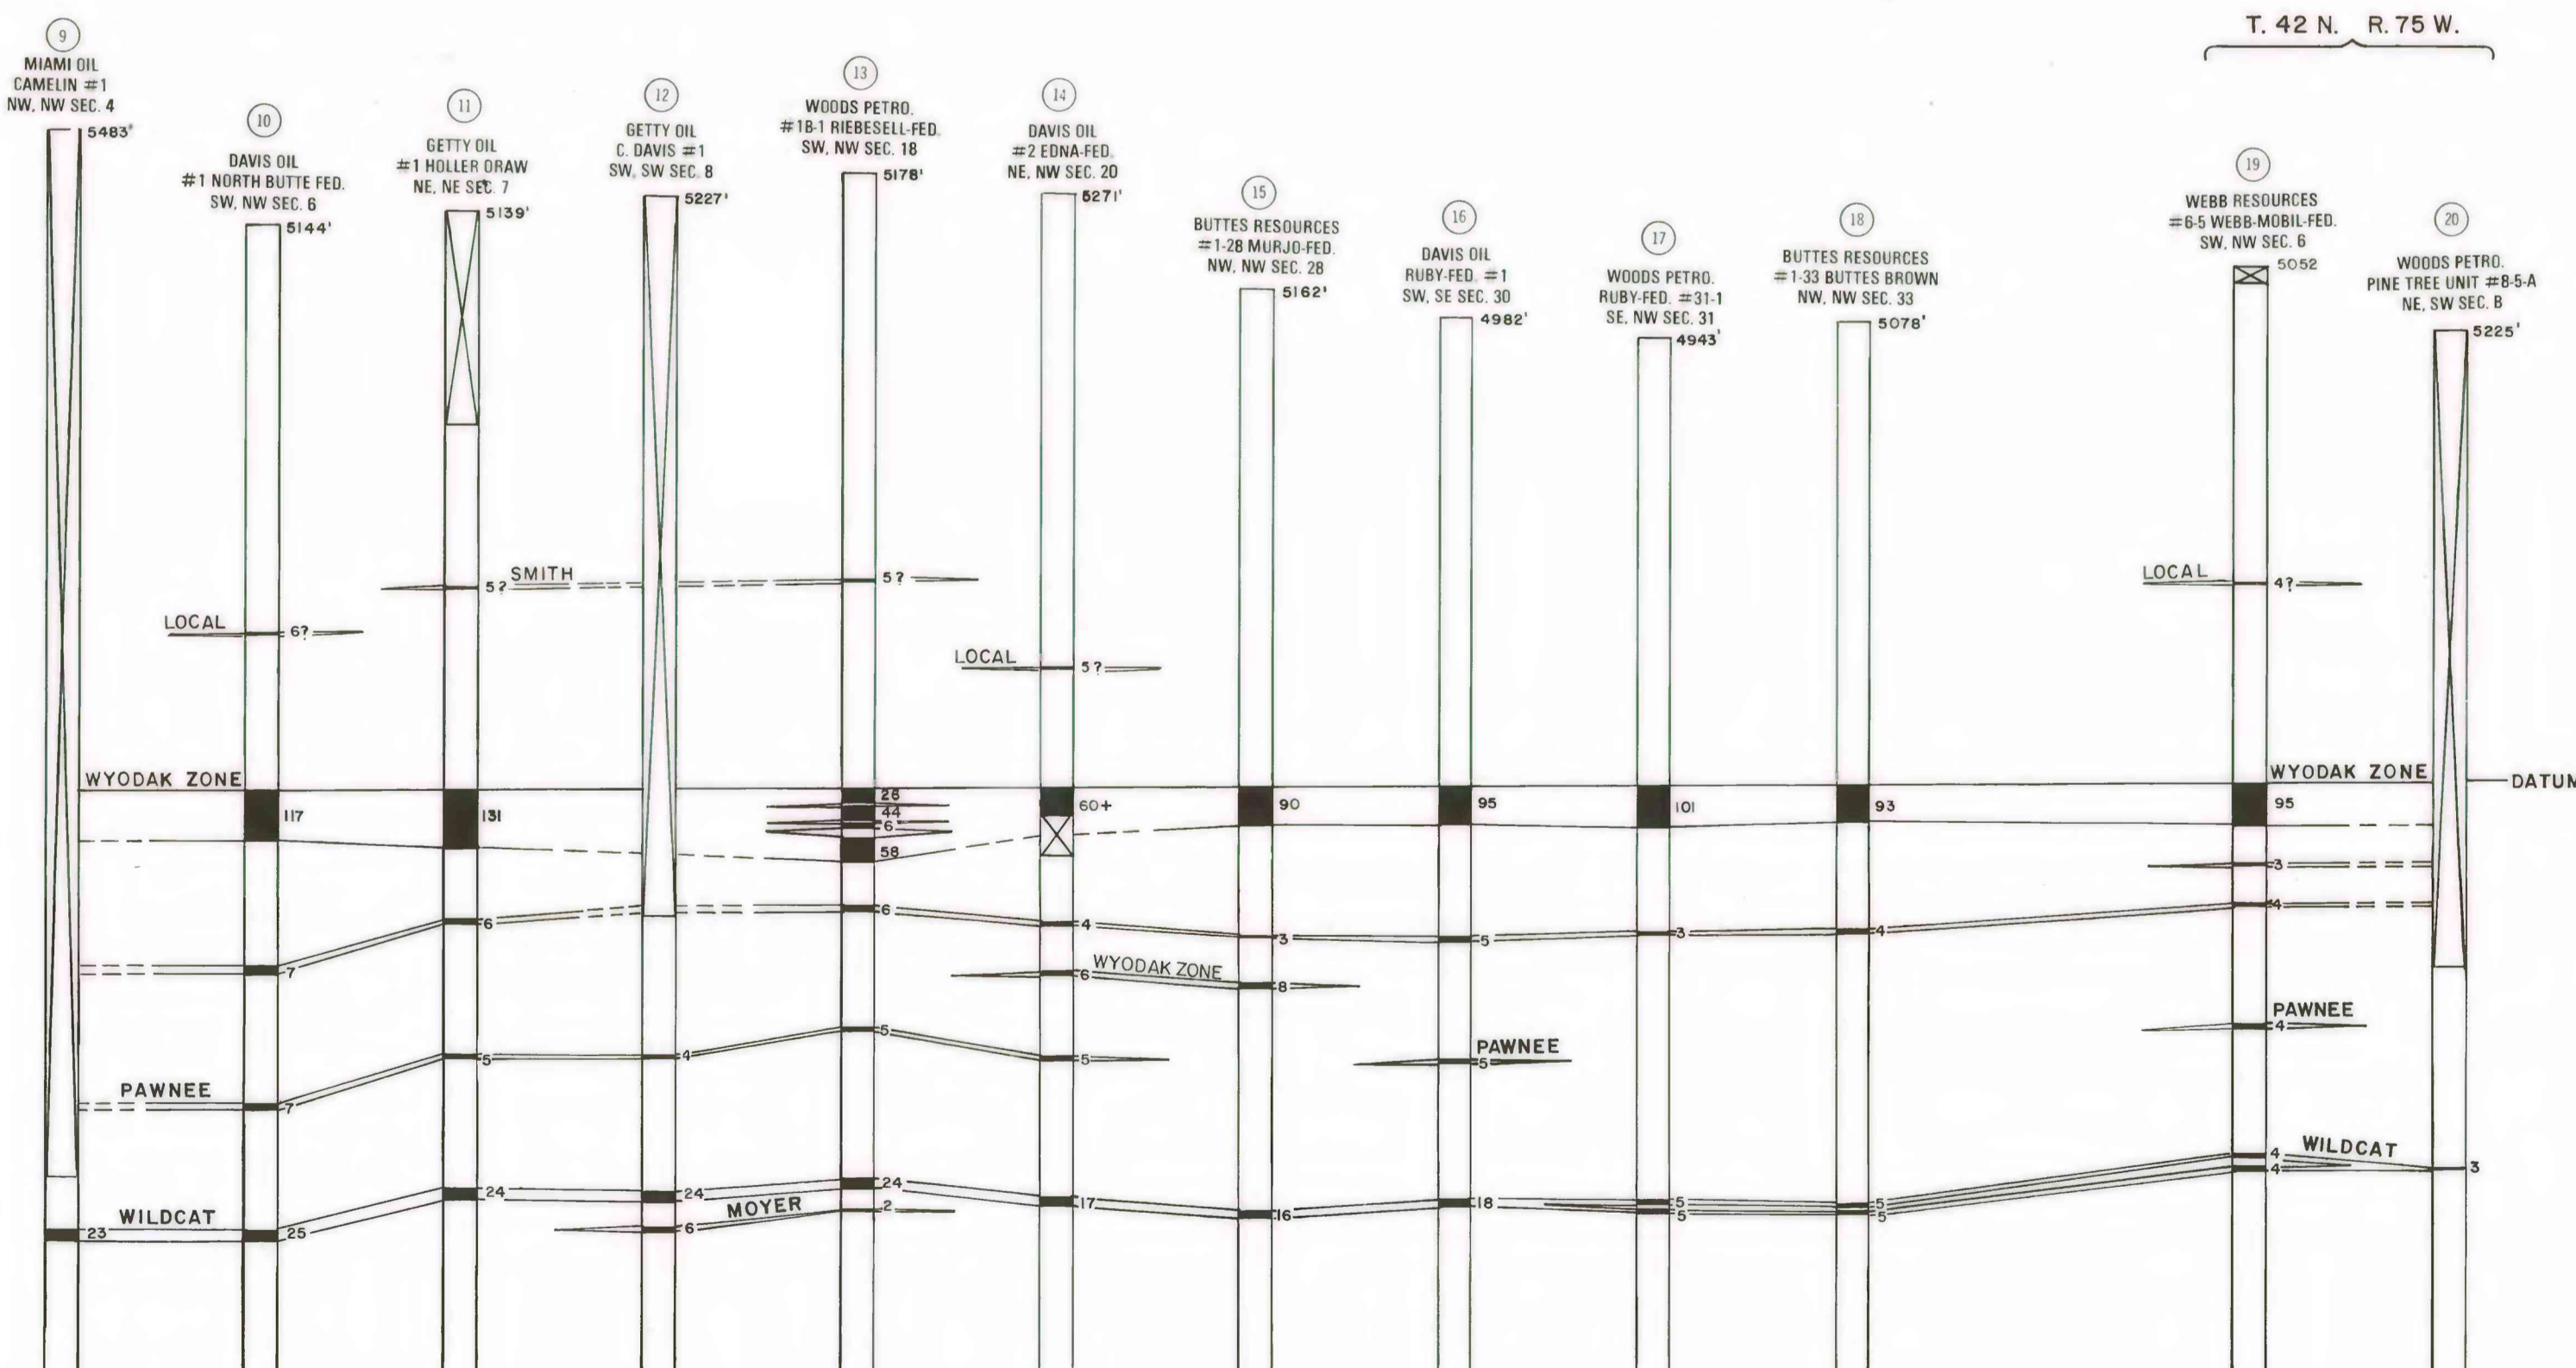 T. 42 N. R. 75 W.
9
MIAMI OIL
CAMELIN #1
NW, NW SEC. 4
5483'
10
DAVIS OIL
#1 NORTH BUTTE FED.
SW, NW SEC. 6
5144'
11
GETTY OIL
#1 HOLLER DRAW
NE, NE SEC. 7
5139'
12
GETTY OIL
C. DAVIS #1
SW, SW SEC. 8
5227'
13
WOODS PETRO.
#18-1 RIEBESELL-FED.
SW, NW SEC. 18
5178'
14
DAVIS OIL
#2 EDNA-FED.
NE, NW SEC. 20
5271'
15
BUTTES RESOURCES
#1-28 MURJO-FED.
NW, NW SEC. 28
5162'
16
DAVIS OIL
RUBY-FED. #1
SW, SE SEC. 30
4982'
17
WOODS PETRO.
RUBY-FED. #31-1
SE, NW SEC. 31
4943'
18
BUTTES RESOURCES
#1-33 BUTTES BROWN
NW, NW SEC. 33
5078'
19
WEBB RESOURCES
#6-5 WEBB-MOBIL-FED.
SW, NW SEC. 6
5052
20
WOODS PETRO.
PINE TREE UNIT #8-5-A
NE, SW SEC. 8
5225'
5? SMITH 5?
LOCAL 4?
LOCAL 6?
LOCAL 5?
WYODAK ZONE
WYODAK ZONE
DATUM
117
131
26
44
6
58
60+
90
95
101
93
95
3
7
6
6
4
3
5
3
4
4
6 WYODAK ZONE 8
PAWNEE
7
5
4
5
5
PAWNEE
5
PAWNEE
4
WILDCAT
23
25
24
24
24
17
16
18
5
5
5
5
4
4
WILDCAT
3
6 MOYER 2